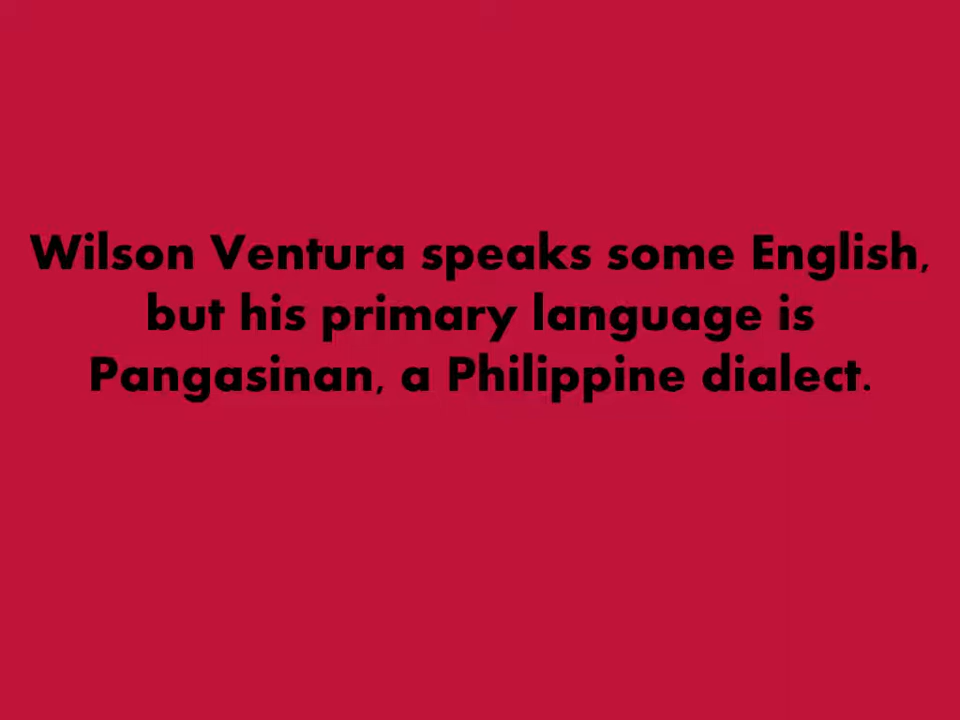 Wilson Ventura speaks some English,
but his primary language is
Pangasinan, a Philippine dialect.